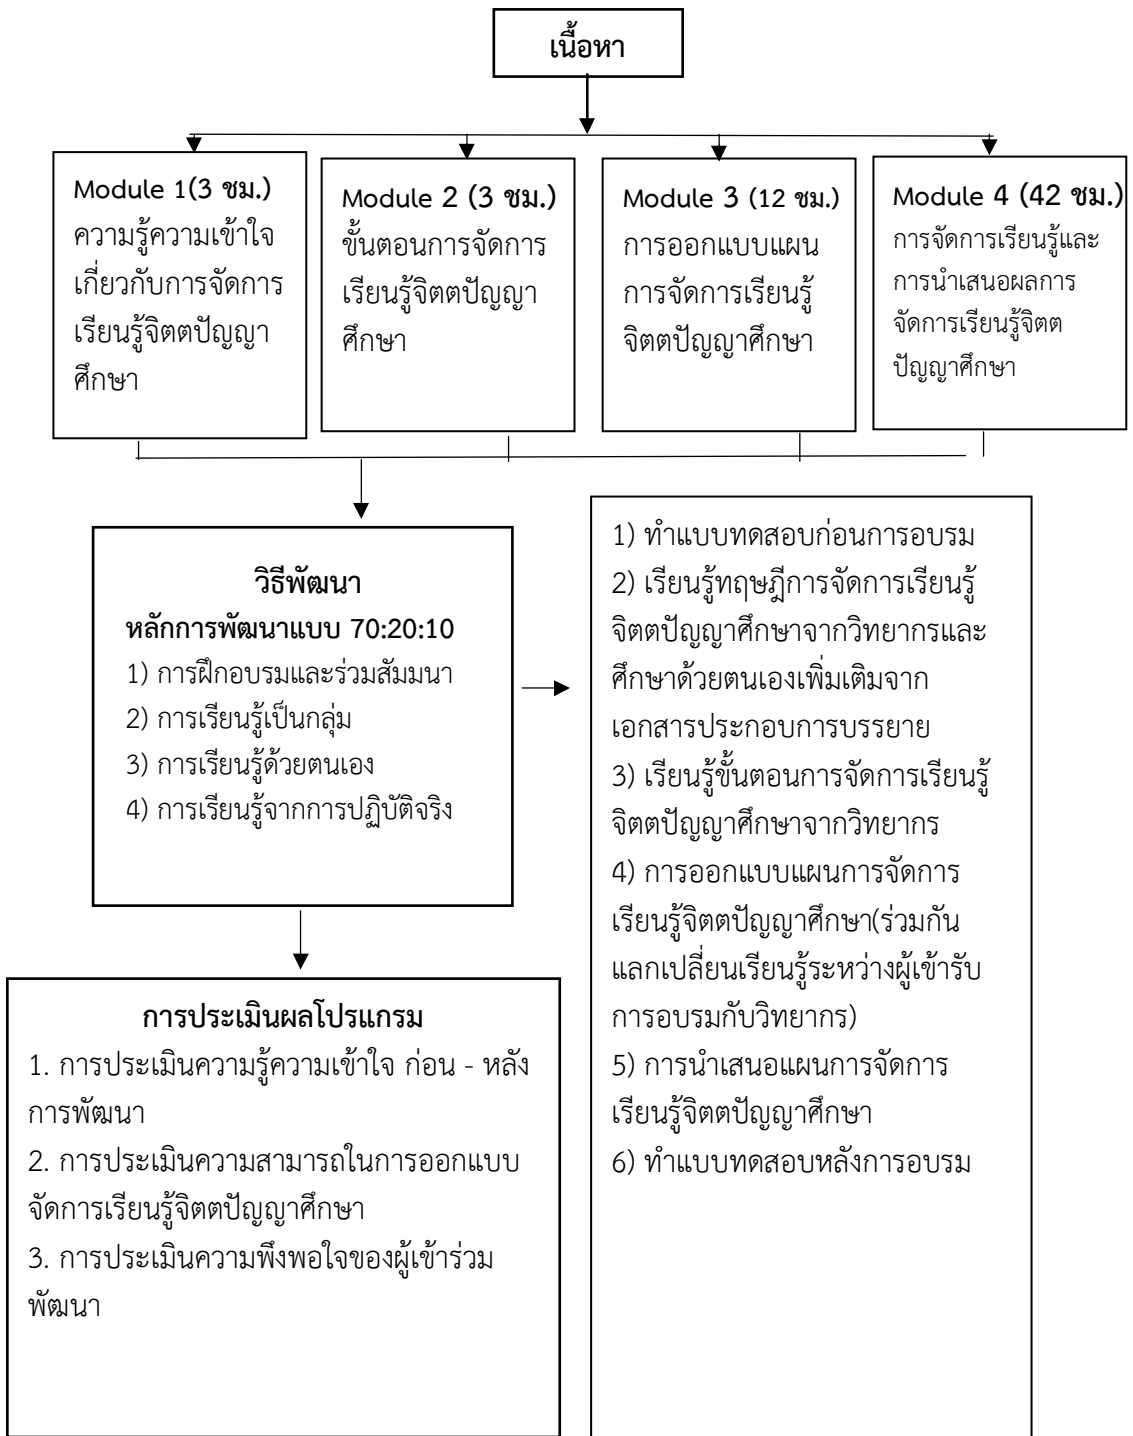 เนื้อหา
Module 1(3 ชม.)
ความรู้ความเข้าใจ
เกี่ยวกับการจัดการ
เรียนรู้จิตตปัญญา
ศึกษา
Module 2 (3 ชม.)
ขั้นตอนการจัดการ
เรียนรู้จิตตปัญญา
ศึกษา
Module 3 (12 ชม.)
การออกแบบแผน
การจัดการเรียนรู้
จิตตปัญญาศึกษา
Module 4 (42 ชม.)
การจัดการเรียนรู้และ
การนำเสนอผลการ
จัดการเรียนรู้จิตต
ปัญญาศึกษา
วิธีพัฒนา
หลักการพัฒนาแบบ 70:20:10
1) การฝึกอบรมและร่วมสัมมนา
2) การเรียนรู้เป็นกลุ่ม
3) การเรียนรู้ด้วยตนเอง
4) การเรียนรู้จากการปฏิบัติจริง
1) ทำแบบทดสอบก่อนการอบรม
2) เรียนรู้ทฤษฎีการจัดการเรียนรู้
จิตตปัญญาศึกษาจากวิทยากรและ
ศึกษาด้วยตนเองเพิ่มเติมจาก
เอกสารประกอบการบรรยาย
3) เรียนรู้ขั้นตอนการจัดการเรียนรู้
จิตตปัญญาศึกษาจากวิทยากร
4) การออกแบบแผนการจัดการ
เรียนรู้จิตตปัญญาศึกษา(ร่วมกัน
แลกเปลี่ยนเรียนรู้ระหว่างผู้เข้ารับ
การอบรมกับวิทยากร)
5) การนำเสนอแผนการจัดการ
เรียนรู้จิตตปัญญาศึกษา
6) ทำแบบทดสอบหลังการอบรม
การประเมินผลโปรแกรม
1. การประเมินความรู้ความเข้าใจ ก่อน - หลัง
การพัฒนา
2. การประเมินความสามารถในการออกแบบ
จัดการเรียนรู้จิตตปัญญาศึกษา
3. การประเมินความพึงพอใจของผู้เข้าร่วม
พัฒนา